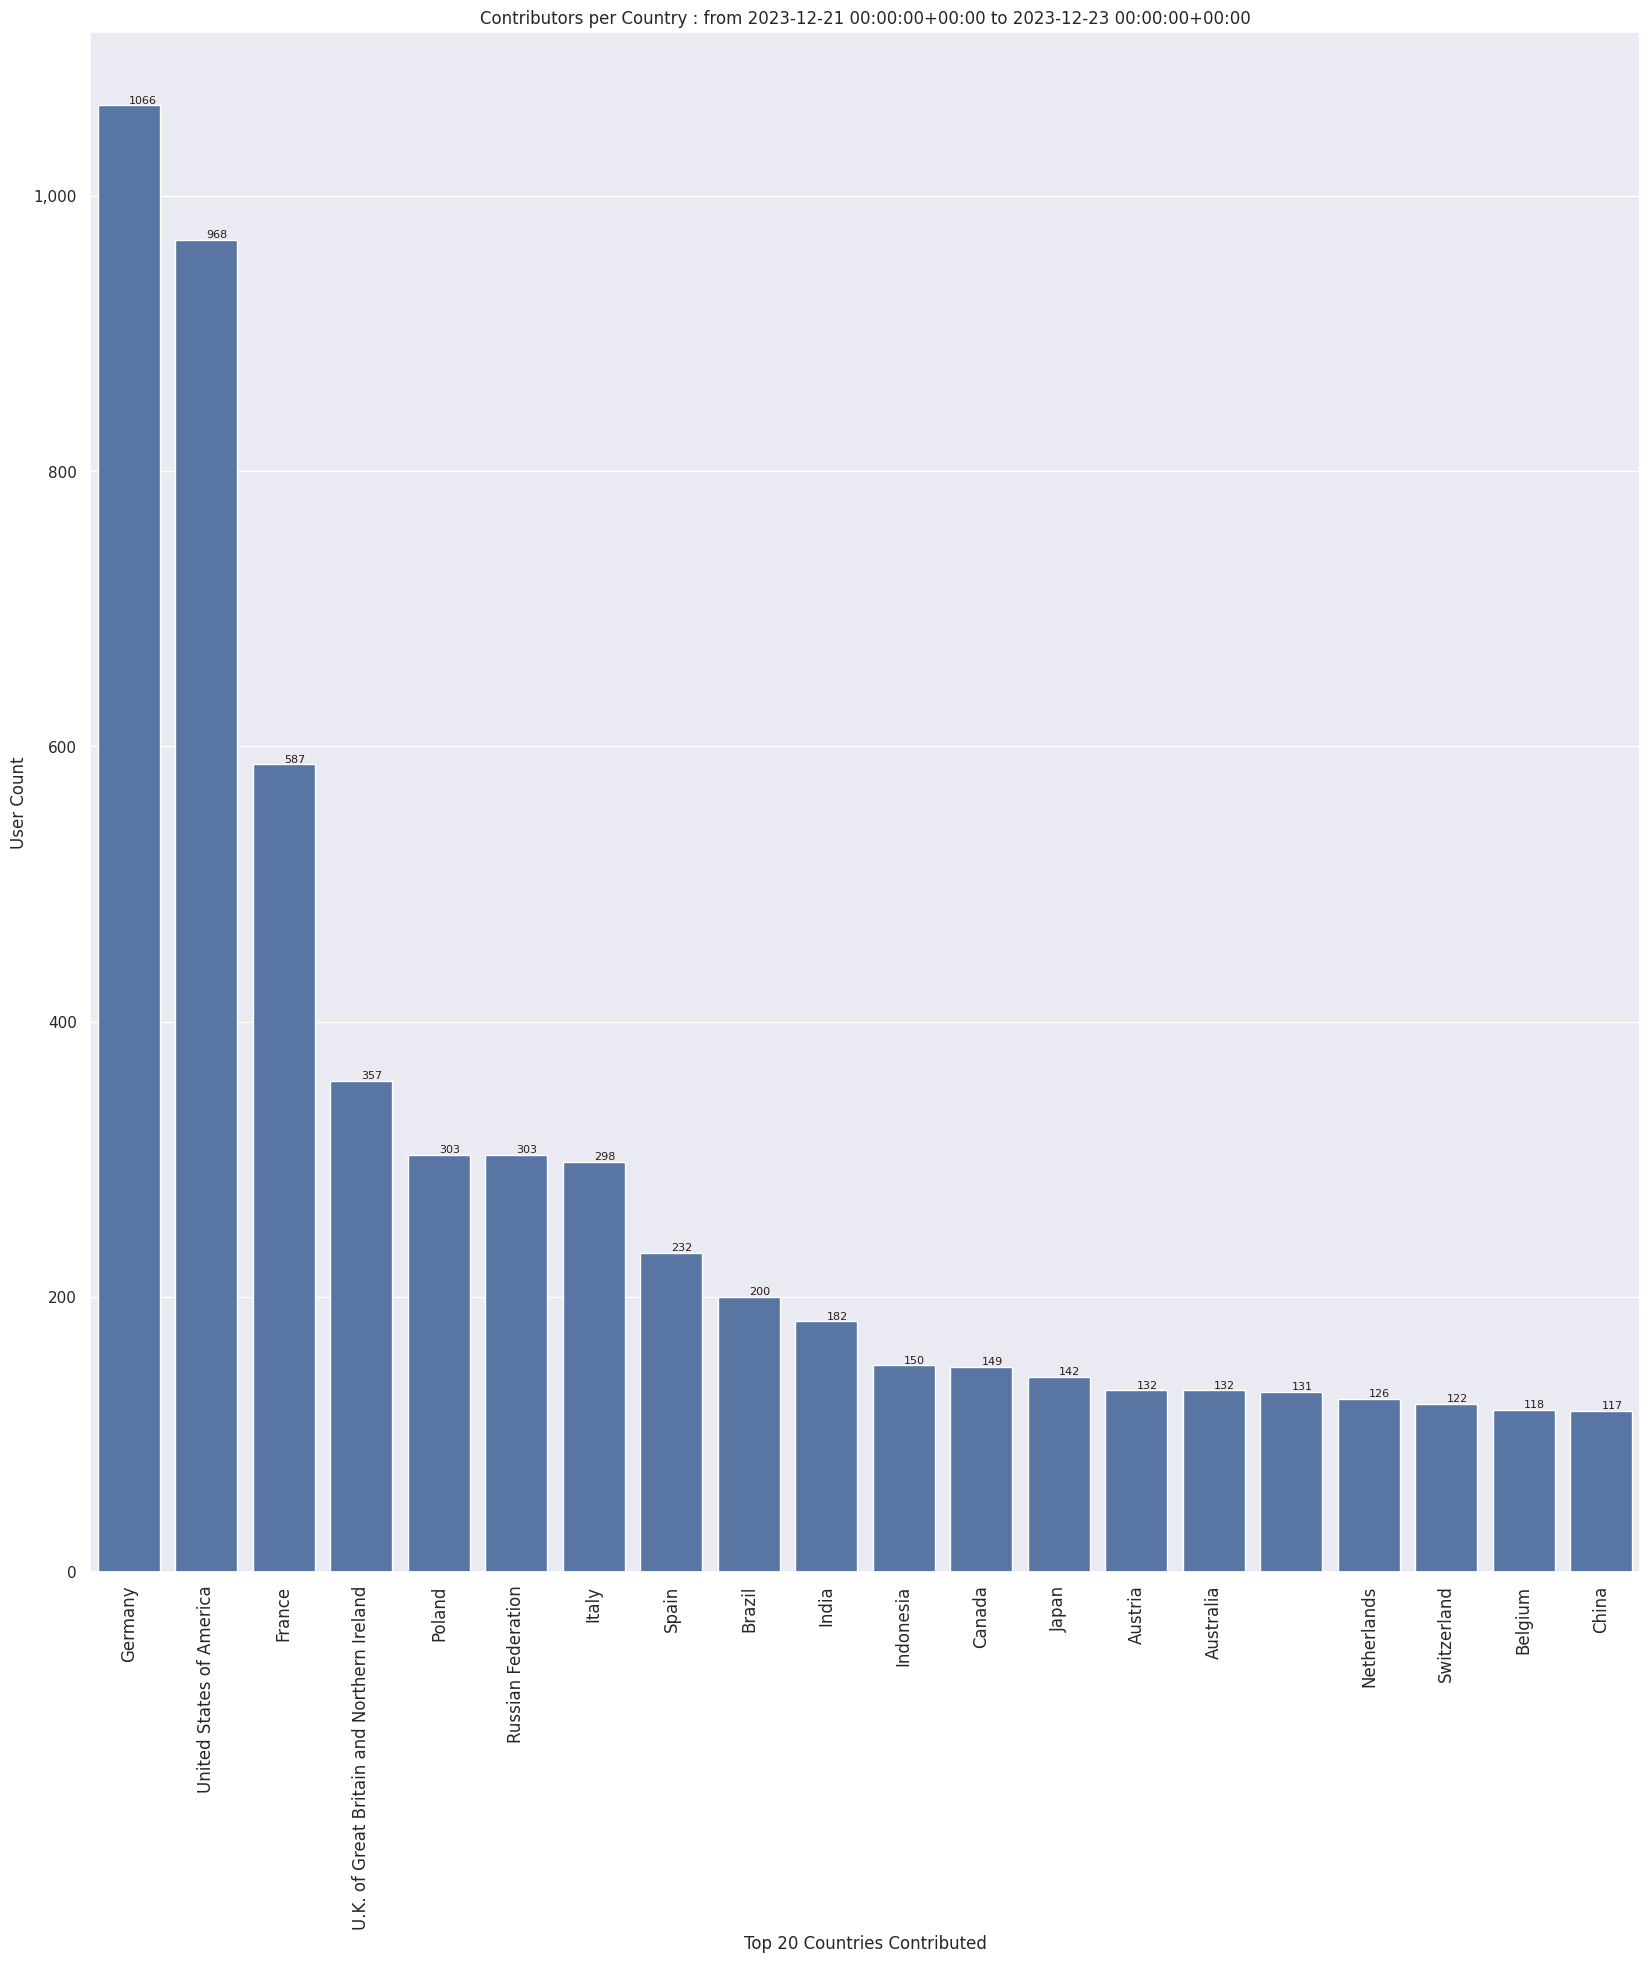 Contributors per Country : from 2023-12-21 00:00:00+00:00 to 2023-12-23 00:00:00+00:00
User Count
1,000
800
600
400
200
0
1066
968
587
357
303
303
298
232
200
182
150
149
142
132
132
131
126
122
118
117
Germany
United States of America
France
U.K. of Great Britain and Northern Ireland
Poland
Russian Federation
Italy
Spain
Brazil
India
Indonesia
Canada
Japan
Austria
Australia
Netherlands
Switzerland
Belgium
China
Top 20 Countries Contributed